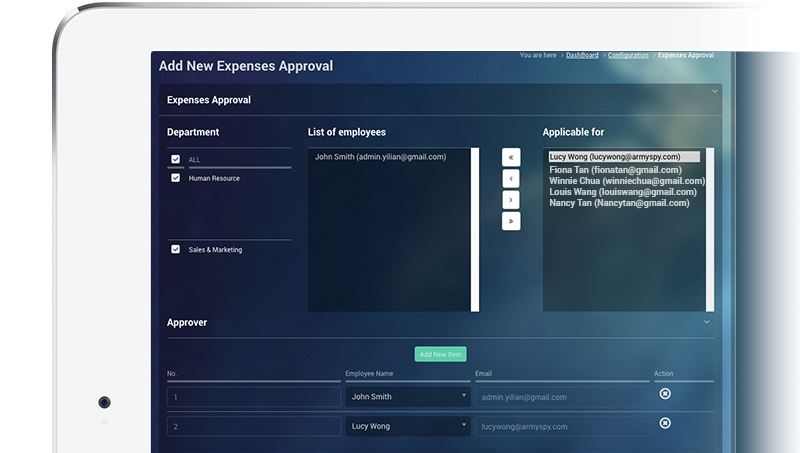 You are here > DashBoard > Configuration > Expenses Approval
Add New Expenses Approval
Expenses Approval
Department
List of employees
Applicable for
ALL
Human Resource
Sales & Marketing
John Smith (admin.yilian@gmail.com)
«
‹
›
»
Lucy Wong (lucywong@armyspy.com)
Fiona Tan (fionatan@gmail.com)
Winnie Chua (winniechua@gmail.com)
Louis Wang (louiswang@gmail.com)
Nancy Tan (Nancytan@gmail.com)
Approver
Add New Item
No. Employee Name Email Action
1 John Smith admin.yilian@gmail.com
2 Lucy Wong lucywong@armyspy.com